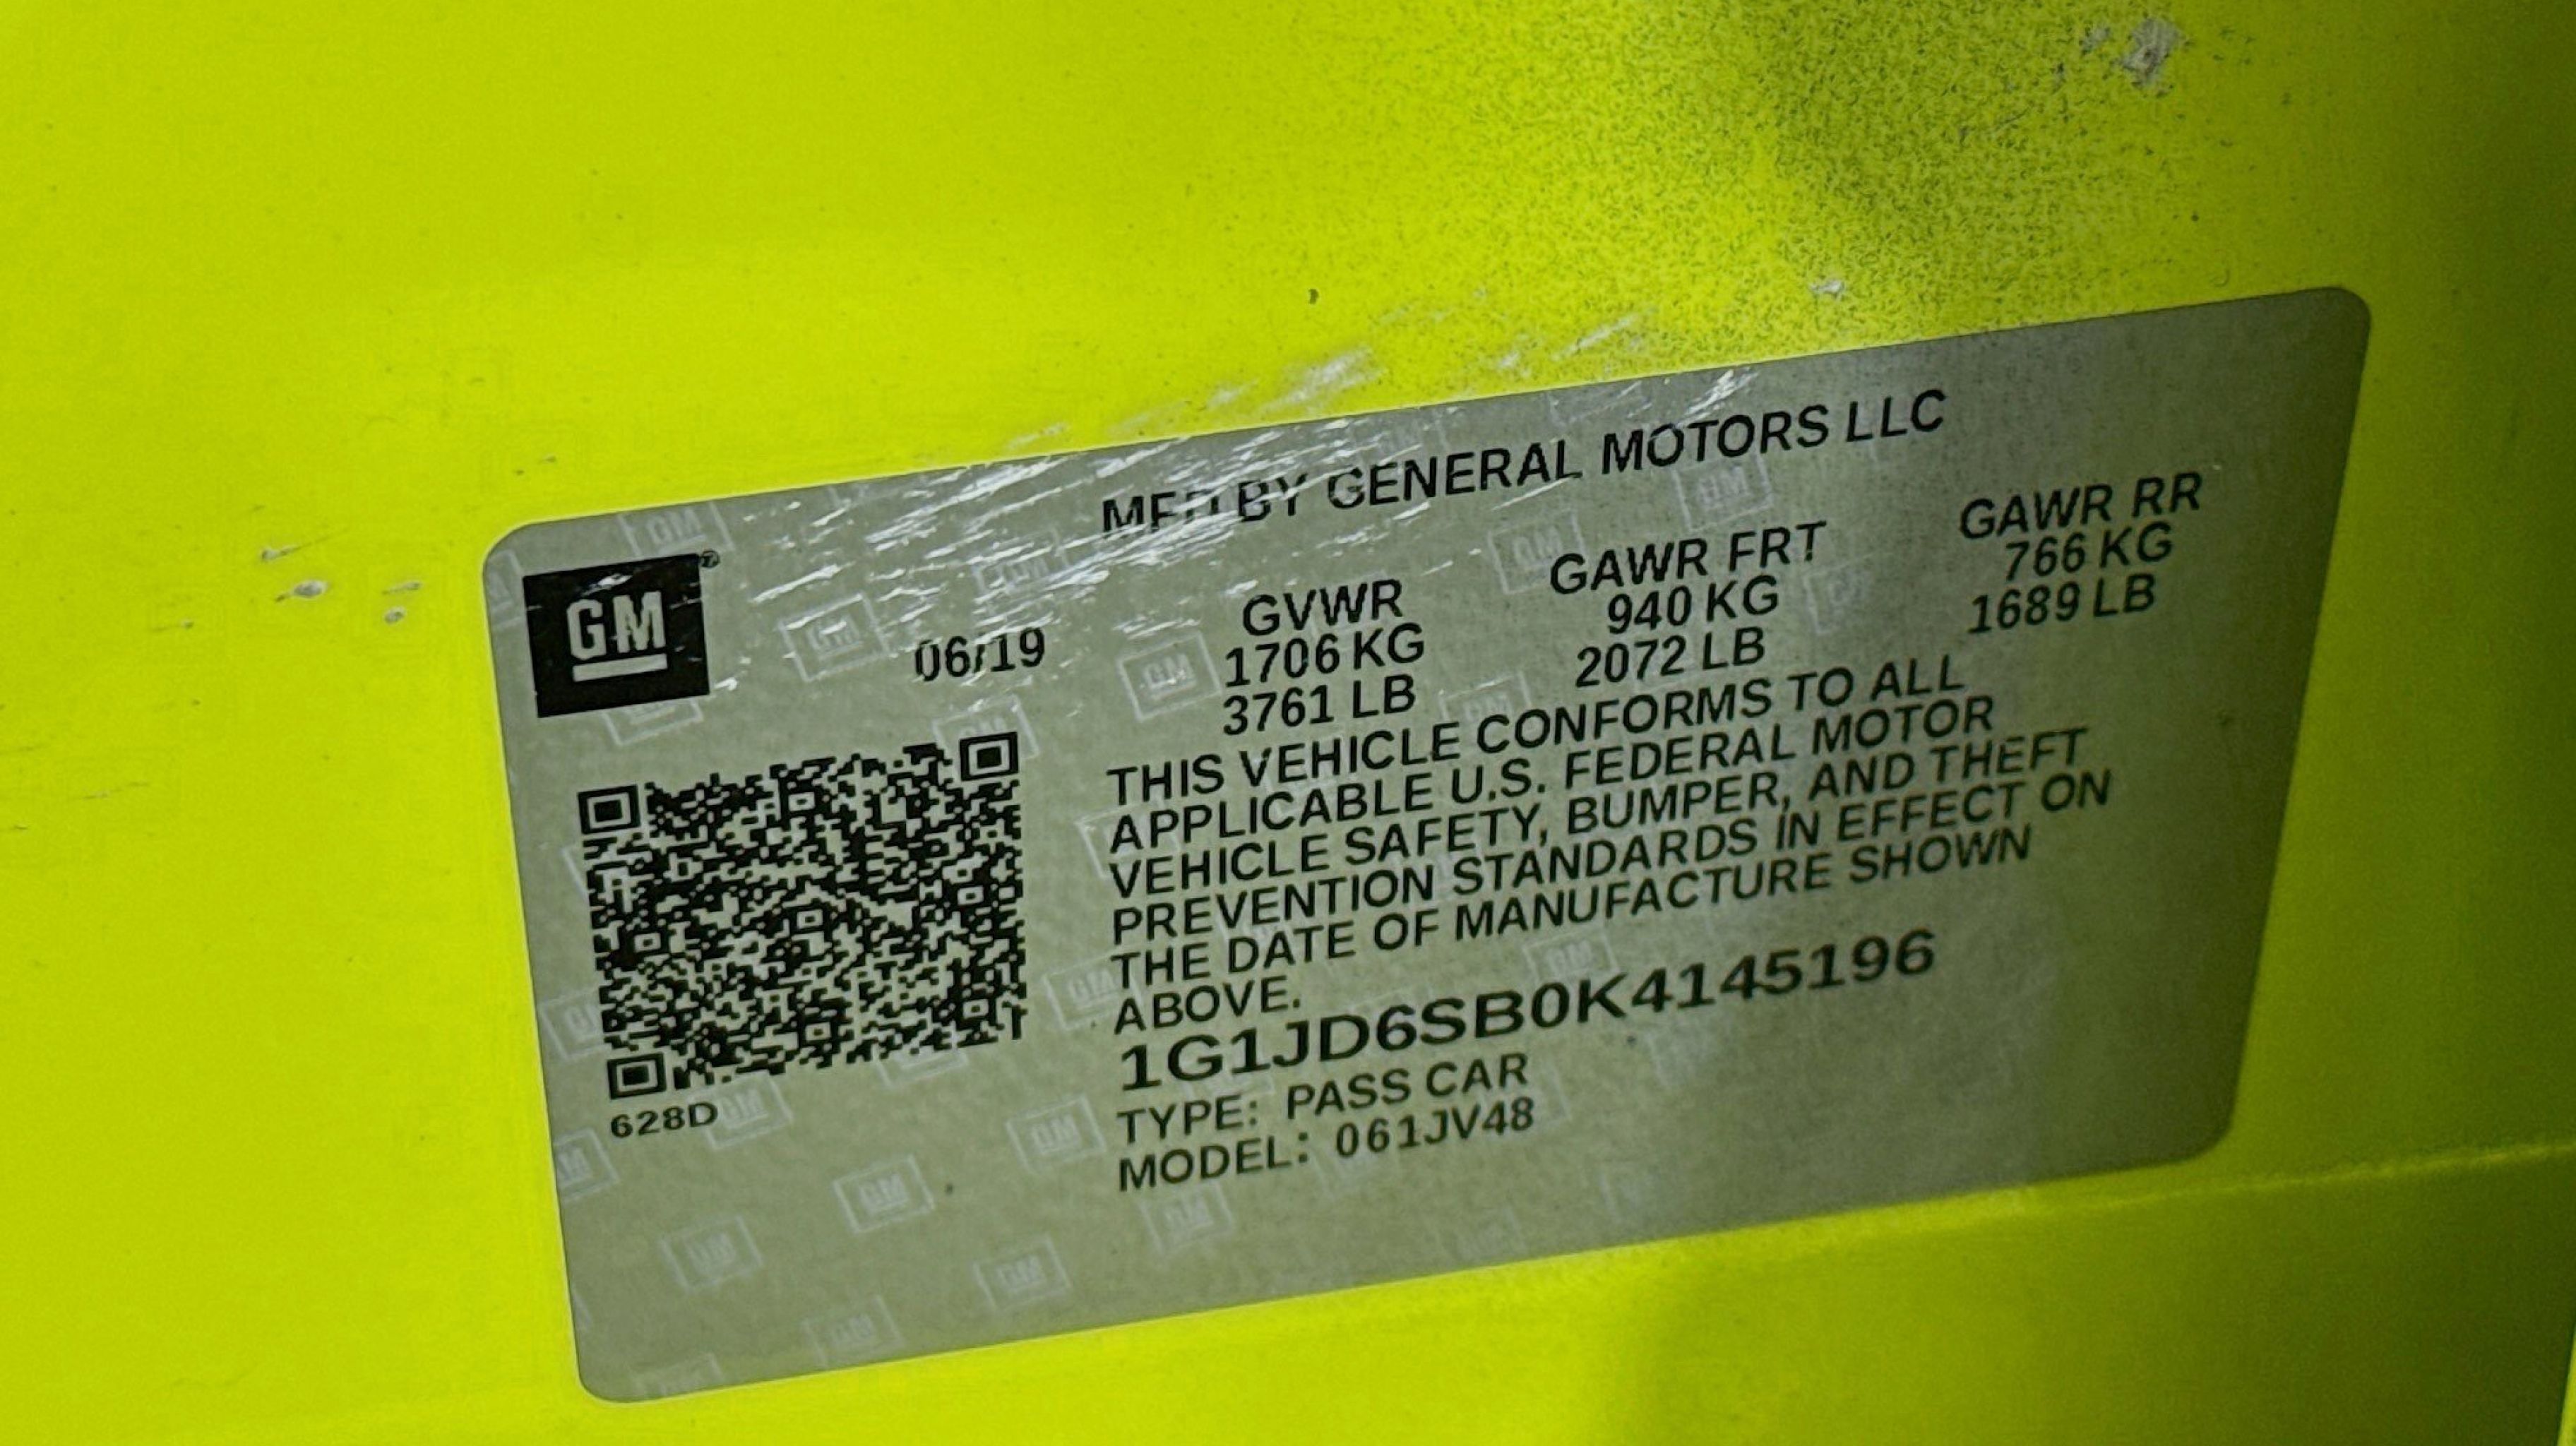 MFD BY GENERAL MOTORS LLC
GM®
06/19
GVWR
1706 KG
3761 LB
GAWR FRT
940 KG
2072 LB
GAWR RR
766 KG
1689 LB
THIS VEHICLE CONFORMS TO ALL
APPLICABLE U.S. FEDERAL MOTOR
VEHICLE SAFETY, BUMPER, AND THEFT
PREVENTION STANDARDS IN EFFECT ON
THE DATE OF MANUFACTURE SHOWN
ABOVE.
1G1JD6SB0K4145196
TYPE: PASS CAR
MODEL: 061JV48
628D